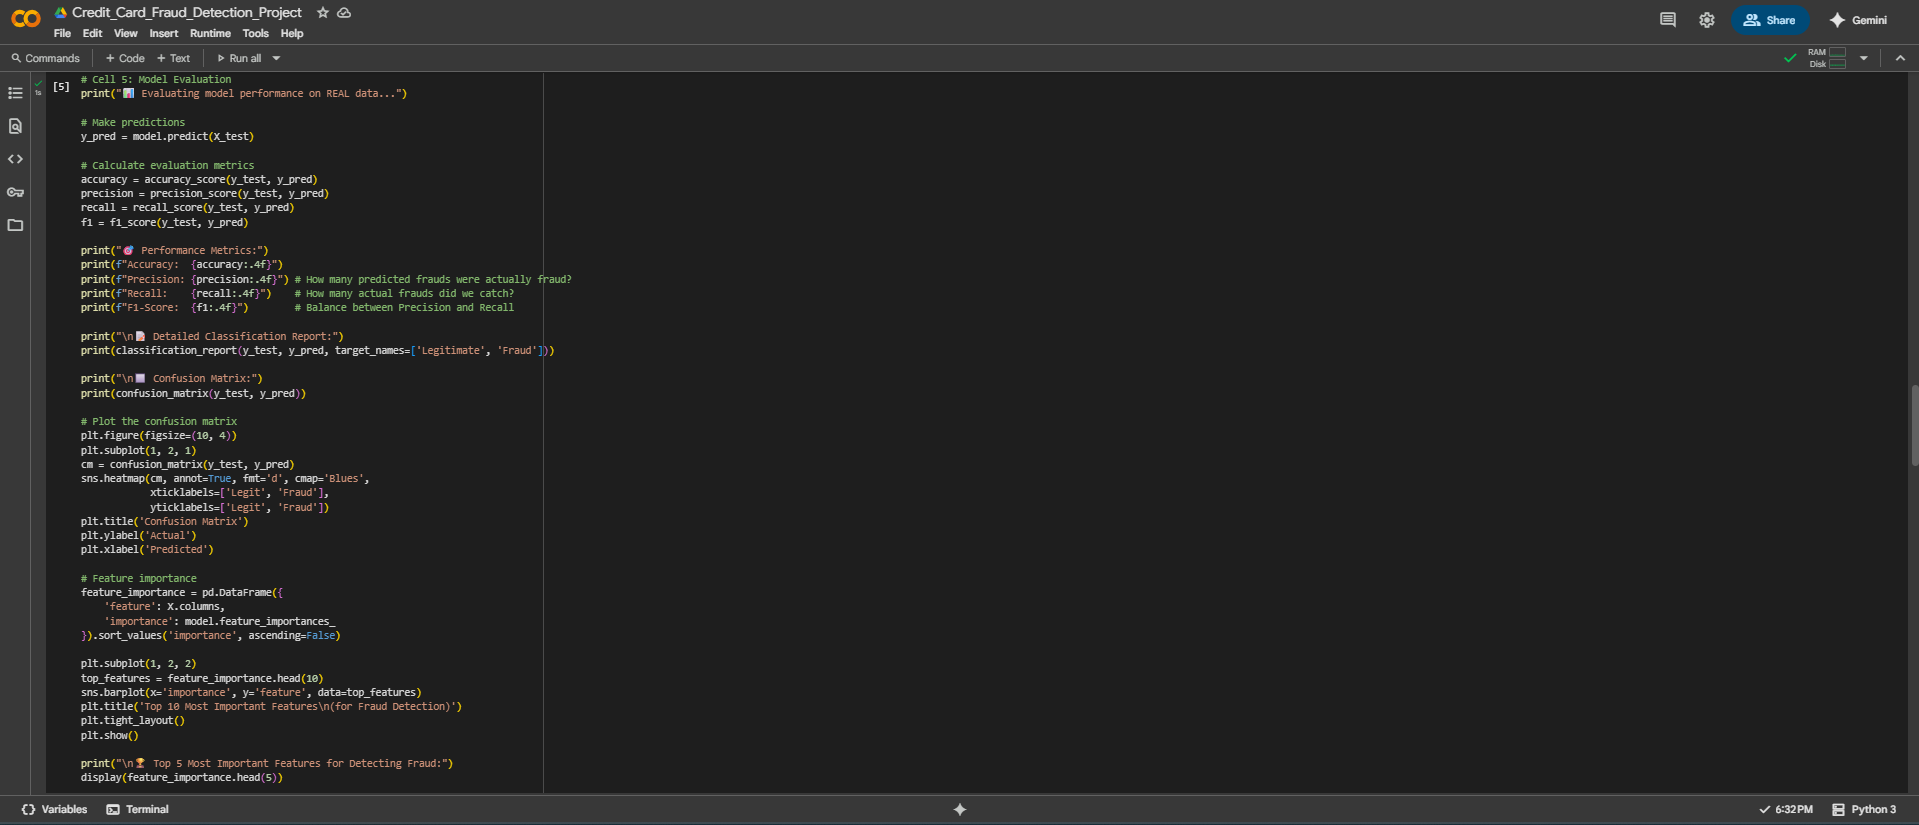 Credit_Card_Fraud_Detection_Project
File Edit View Insert Runtime Tools Help
Share
Gemini
Commands + Code + Text Run all
RAM
Disk
1s
[5]
# Cell 5: Model Evaluation
print("📊 Evaluating model performance on REAL data...")
# Make predictions
y_pred = model.predict(X_test)
# Calculate evaluation metrics
accuracy = accuracy_score(y_test, y_pred)
precision = precision_score(y_test, y_pred)
recall = recall_score(y_test, y_pred)
f1 = f1_score(y_test, y_pred)
print("🎯 Performance Metrics:")
print(f"Accuracy:  {accuracy:.4f}")
print(f"Precision: {precision:.4f}") # How many predicted frauds were actually fraud?
print(f"Recall:    {recall:.4f}")    # How many actual frauds did we catch?
print(f"F1-Score:  {f1:.4f}")        # Balance between Precision and Recall
print("\n📝 Detailed Classification Report:")
print(classification_report(y_test, y_pred, target_names=['Legitimate', 'Fraud']))
print("\n🟪 Confusion Matrix:")
print(confusion_matrix(y_test, y_pred))
# Plot the confusion matrix
plt.figure(figsize=(10, 4))
plt.subplot(1, 2, 1)
cm = confusion_matrix(y_test, y_pred)
sns.heatmap(cm, annot=True, fmt='d', cmap='Blues',
            xticklabels=['Legit', 'Fraud'],
            yticklabels=['Legit', 'Fraud'])
plt.title('Confusion Matrix')
plt.ylabel('Actual')
plt.xlabel('Predicted')
# Feature importance
feature_importance = pd.DataFrame({
    'feature': X.columns,
    'importance': model.feature_importances_
}).sort_values('importance', ascending=False)
plt.subplot(1, 2, 2)
top_features = feature_importance.head(10)
sns.barplot(x='importance', y='feature', data=top_features)
plt.title('Top 10 Most Important Features\n(for Fraud Detection)')
plt.tight_layout()
plt.show()
print("\n🏆 Top 5 Most Important Features for Detecting Fraud:")
display(feature_importance.head(5))
Variables Terminal
6:32 PM Python 3